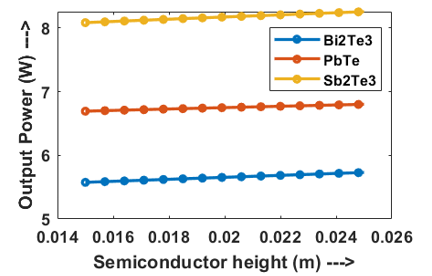 Output Power (W) --->
8
7
6
5
Bi2Te3
PbTe
Sb2Te3
0.014 0.016 0.018 0.02 0.022 0.024 0.026
Semiconductor height (m) --->